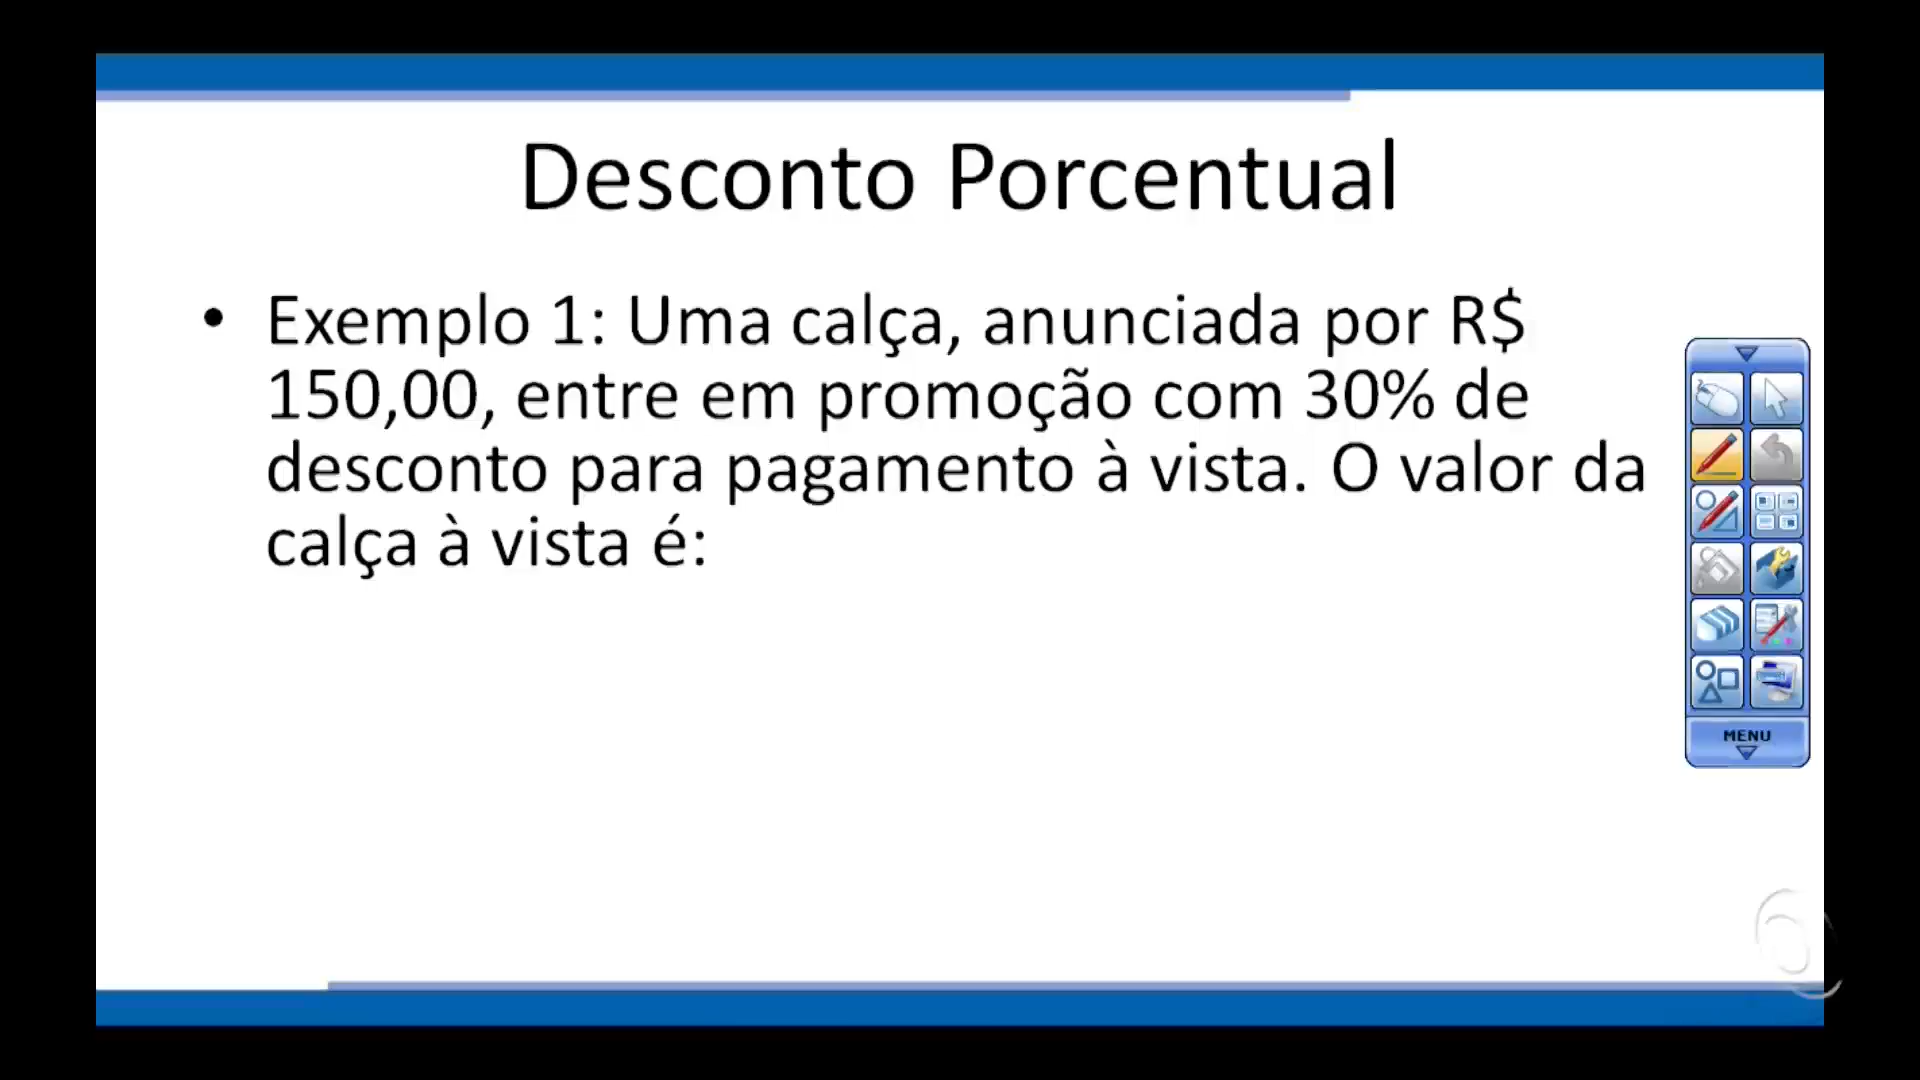 Desconto Porcentual
• Exemplo 1: Uma calça, anunciada por R$
150,00, entre em promoção com 30% de
desconto para pagamento à vista. O valor da
calça à vista é:
MENU